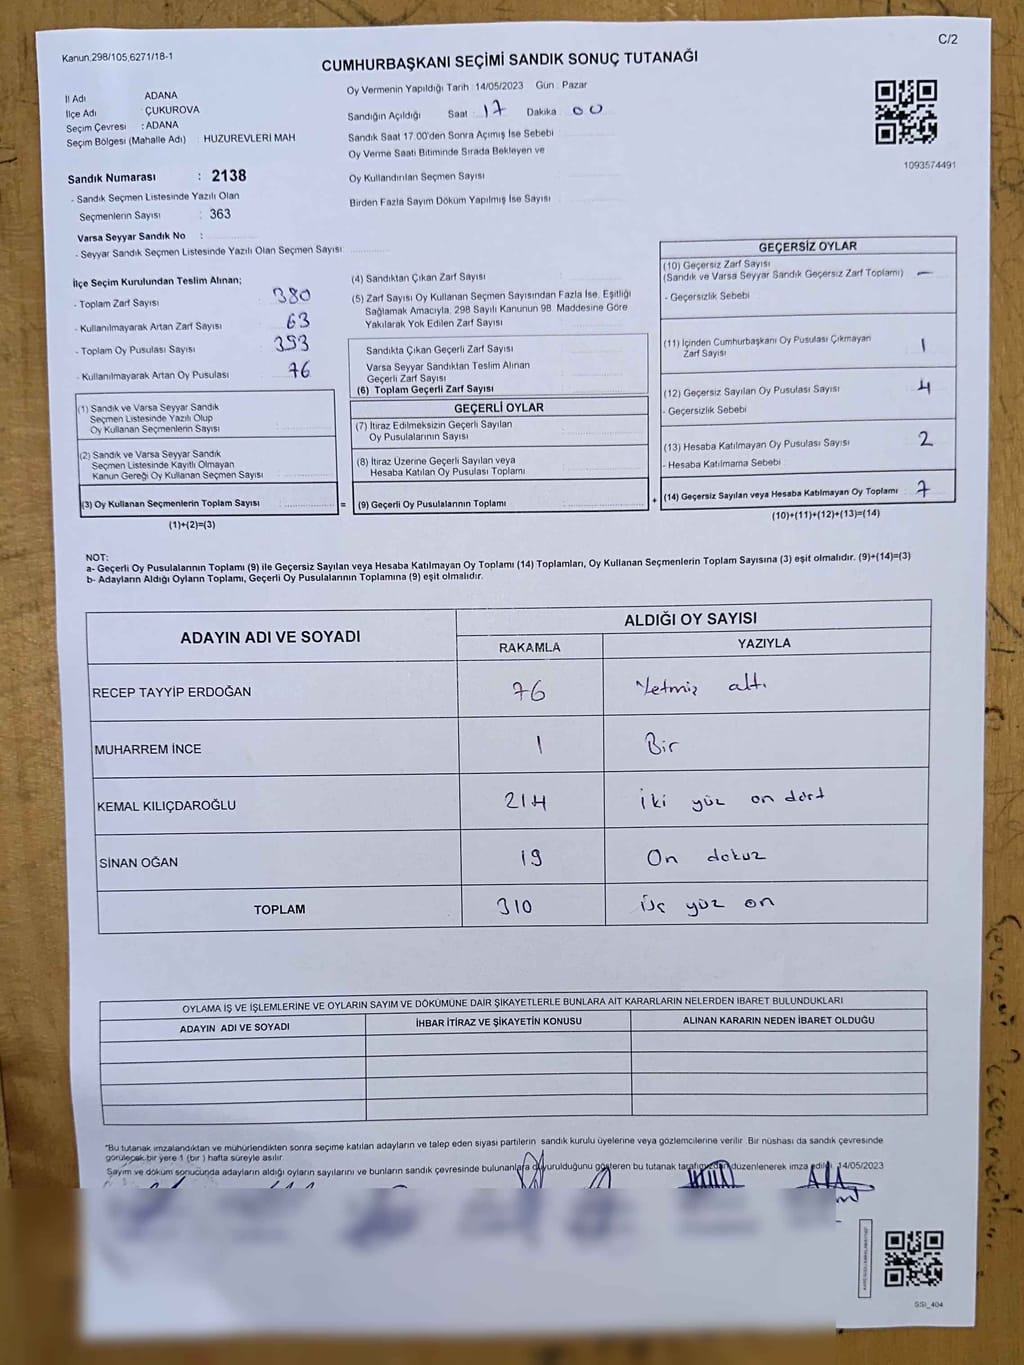 C/2
Kanun.298/105,6271/18-1
CUMHURBAŞKANI SEÇİMİ SANDIK SONUÇ TUTANAĞI
İl Adı ADANA
İlçe Adı ÇUKUROVA
Seçim Çevresi : ADANA
Seçim Bölgesi (Mahalle Adı) : HUZUREVLERİ MAH
Oy Vermenin Yapıldığı Tarih 14/05/2023 Gün Pazar
Sandığın Açıldığı Saat 17 Dakika 00
Sandık Saat 17.00'den Sonra Açımış İse Sebebi
Oy Verme Saati Bitiminde Sırada Bekleyen ve
Oy Kullandırılan Seçmen Sayısı
Birden Fazla Sayım Döküm Yapılmış İse Sayısı
1093574491
Sandık Numarası : 2138
- Sandık Seçmen Listesinde Yazılı Olan
Seçmenlerin Sayısı : 363
Varsa Seyyar Sandık No :
- Seyyar Sandık Seçmen Listesinde Yazılı Olan Seçmen Sayısı:
İlçe Seçim Kurulundan Teslim Alınan;
- Toplam Zarf Sayısı 380
- Kullanılmayarak Artan Zarf Sayısı 63
- Toplam Oy Pusulası Sayısı 393
- Kullanılmayarak Artan Oy Pusulası 76
(1) Sandık ve Varsa Seyyar Sandık
Seçmen Listesinde Yazılı Olup
Oy Kullanan Seçmenlerin Sayısı
(2) Sandık ve Varsa Seyyar Sandık
Seçmen Listesinde Kayıtlı Olmayan
Kanun Gereği Oy Kullanan Seçmen Sayısı
(3) Oy Kullanan Seçmenlerin Toplam Sayısı =
(1)+(2)=(3)
(4) Sandıktan Çıkan Zarf Sayısı
(5) Zarf Sayısı Oy Kullanan Seçmen Sayısından Fazla İse, Eşitliği
Sağlamak Amacıyla, 298 Sayılı Kanunun 98. Maddesine Göre
Yakılarak Yok Edilen Zarf Sayısı
Sandıkta Çıkan Geçerli Zarf Sayısı
Varsa Seyyar Sandıktan Teslim Alınan
Geçerli Zarf Sayısı
(6) Toplam Geçerli Zarf Sayısı
GEÇERLİ OYLAR
(7) İtiraz Edilmeksizin Geçerli Sayılan
Oy Pusulalarının Sayısı
(8) İtiraz Üzerine Geçerli Sayılan veya
Hesaba Katılan Oy Pusulası Toplamı
(9) Geçerli Oy Pusulalarının Toplamı +
GEÇERSİZ OYLAR
(10) Geçersiz Zarf Sayısı
(Sandık ve Varsa Seyyar Sandık Geçersiz Zarf Toplamı) —
- Geçersizlik Sebebi
(11) İçinden Cumhurbaşkanı Oy Pusulası Çıkmayan
Zarf Sayısı 1
(12) Geçersiz Sayılan Oy Pusulası Sayısı 4
- Geçersizlik Sebebi
(13) Hesaba Katılmayan Oy Pusulası Sayısı 2
- Hesaba Katılmama Sebebi
(14) Geçersiz Sayılan veya Hesaba Katılmayan Oy Toplamı 7
(10)+(11)+(12)+(13)=(14)
NOT:
a- Geçerli Oy Pusulalarının Toplamı (9) ile Geçersiz Sayılan veya Hesaba Katılmayan Oy Toplamı (14) Toplamları, Oy Kullanan Seçmenlerin Toplam Sayısına (3) eşit olmalıdır. (9)+(14)=(3)
b- Adayların Aldığı Oyların Toplamı, Geçerli Oy Pusulalarının Toplamına (9) eşit olmalıdır.
ADAYIN ADI VE SOYADI ALDIĞI OY SAYISI
RAKAMLA YAZIYLA
RECEP TAYYİP ERDOĞAN 76 Yetmiş altı
MUHARREM İNCE 1 Bir
KEMAL KILIÇDAROĞLU 214 iki yüz on dört
SİNAN OĞAN 19 On dokuz
TOPLAM 310 üç yüz on
OYLAMA İŞ VE İŞLEMLERİNE VE OYLARIN SAYIM VE DÖKÜMÜNE DAİR ŞİKAYETLERLE BUNLARA AİT KARARLARIN NELERDEN İBARET BULUNDUKLARI
ADAYIN ADI VE SOYADI İHBAR İTİRAZ VE ŞİKAYETİN KONUSU ALINAN KARARIN NEDEN İBARET OLDUĞU
*Bu tutanak imzalandıktan ve mühürlendikten sonra seçime katılan adayların ve talep eden siyasi partilerin sandık kurulu üyelerine veya gözlemcilerine verilir. Bir nüshası da sandık çevresinde
görülecek bir yere 1 (bir) hafta süreyle asılır.
Sayım ve döküm sonucunda adayların aldığı oyların sayılarını ve bunların sandık çevresinde bulunanlara duyurulduğunu gösteren bu tutanak tarafımızdan düzenlenerek imza edildi. 14/05/2023
SSI_404